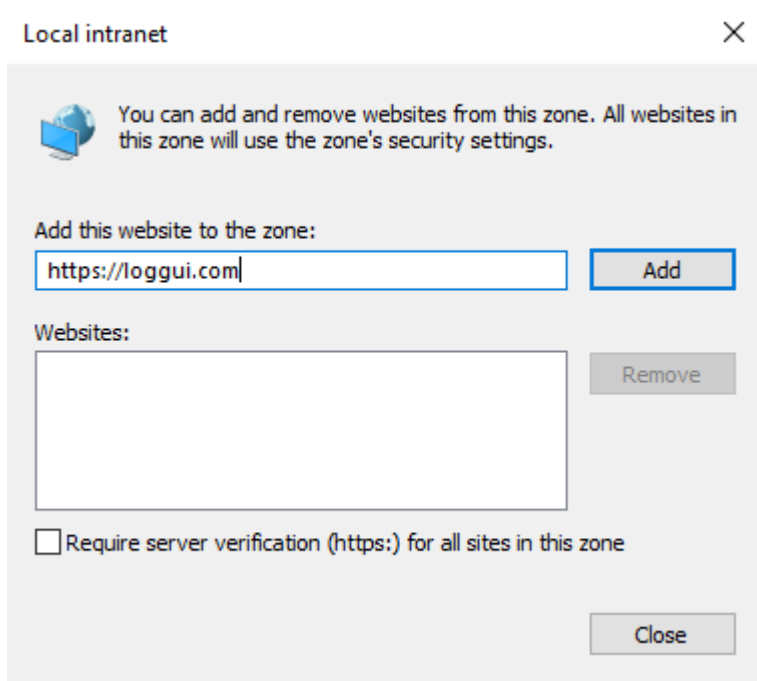 Local intranet
You can add and remove websites from this zone. All websites in
this zone will use the zone's security settings.
Add this website to the zone:
https://loggui.com
Add
Websites:
Remove
Require server verification (https:) for all sites in this zone
Close